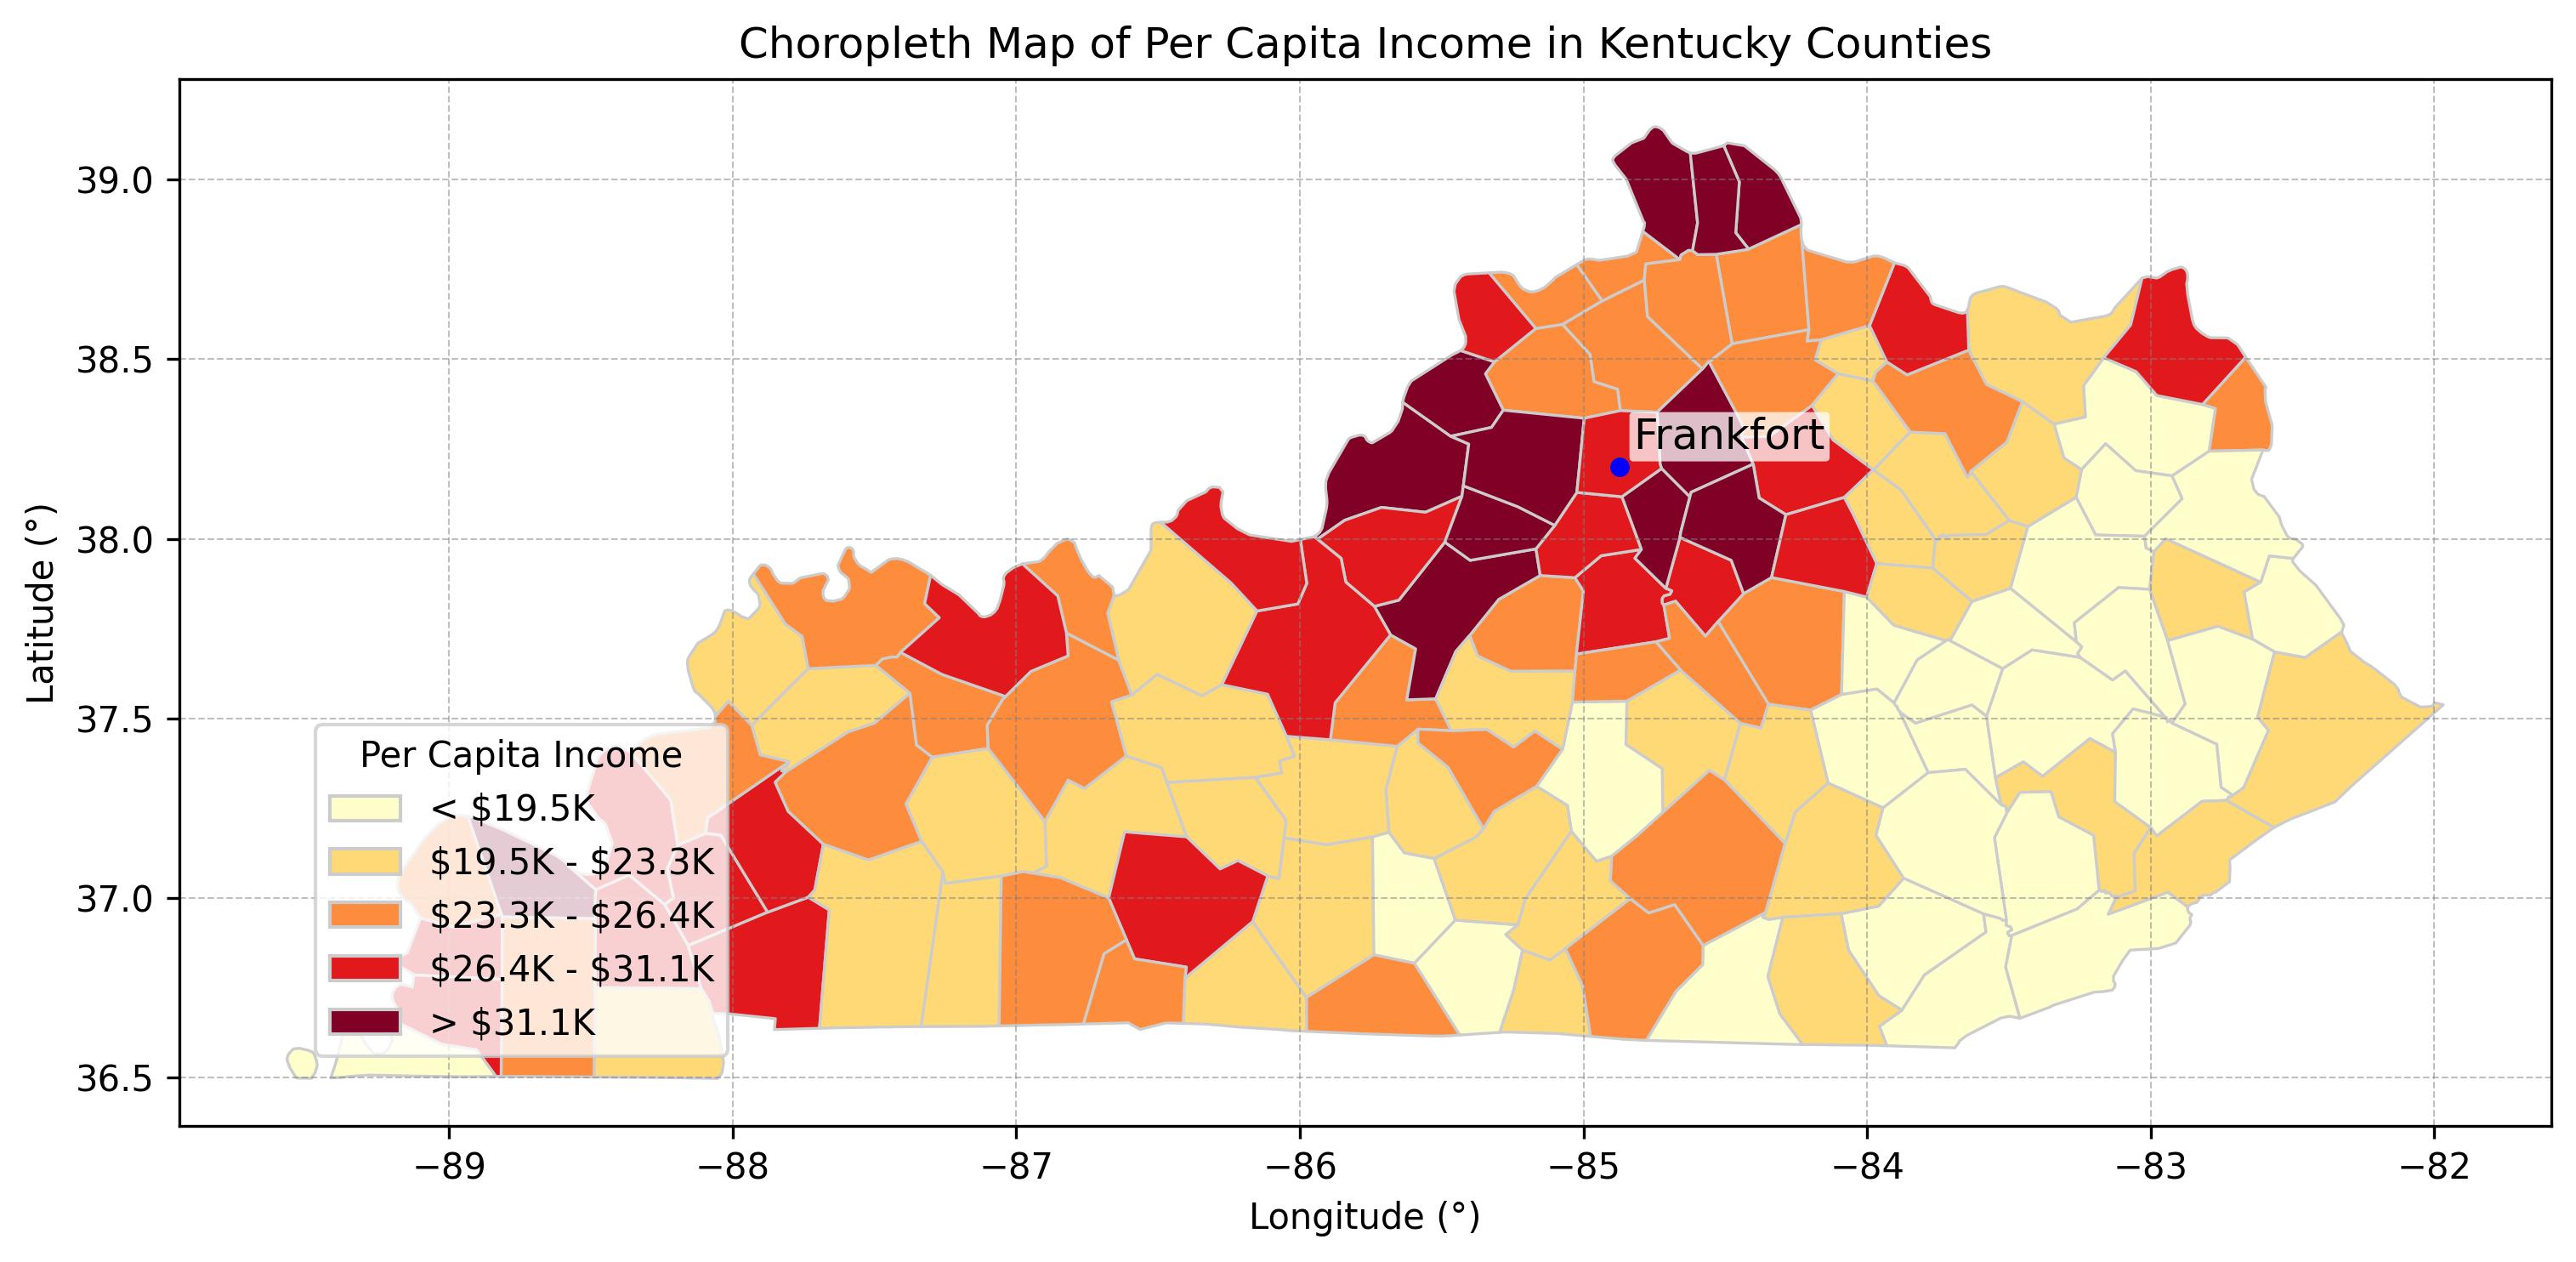 Choropleth Map of Per Capita Income in Kentucky Counties
39.0
38.5
38.0
37.5
37.0
36.5
Latitude (°)
Frankfort
Per Capita Income
< $19.5K
$19.5K - $23.3K
$23.3K - $26.4K
$26.4K - $31.1K
> $31.1K
−89 −88 −87 −86 −85 −84 −83 −82
Longitude (°)